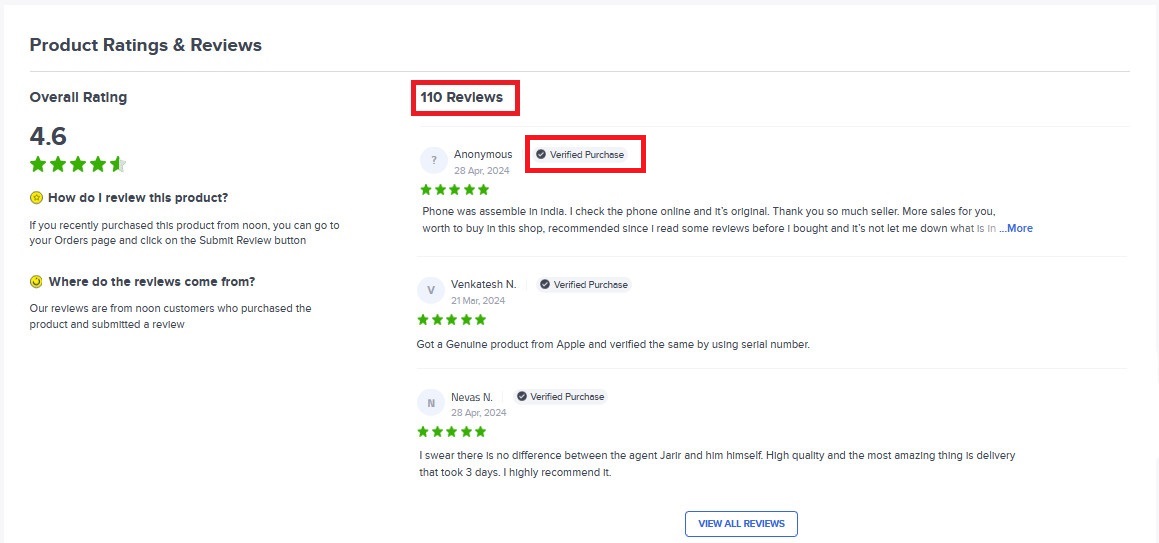 Product Ratings & Reviews
Overall Rating
4.6
How do I review this product?
If you recently purchased this product from noon, you can go to
your Orders page and click on the Submit Review button
Where do the reviews come from?
Our reviews are from noon customers who purchased the
product and submitted a review
110 Reviews
?
Anonymous
Verified Purchase
28 Apr, 2024
Phone was assemble in india. I check the phone online and it's original. Thank you so much seller. More sales for you,
worth to buy in this shop, recommended since i read some reviews before I bought and it's not let me down what is in ...More
V
Venkatesh N.
Verified Purchase
21 Mar, 2024
Got a Genuine product from Apple and verified the same by using serial number.
N
Nevas N.
Verified Purchase
28 Apr, 2024
I swear there is no difference between the agent Jarir and him himself. High quality and the most amazing thing is delivery
that took 3 days. I highly recommend it.
VIEW ALL REVIEWS